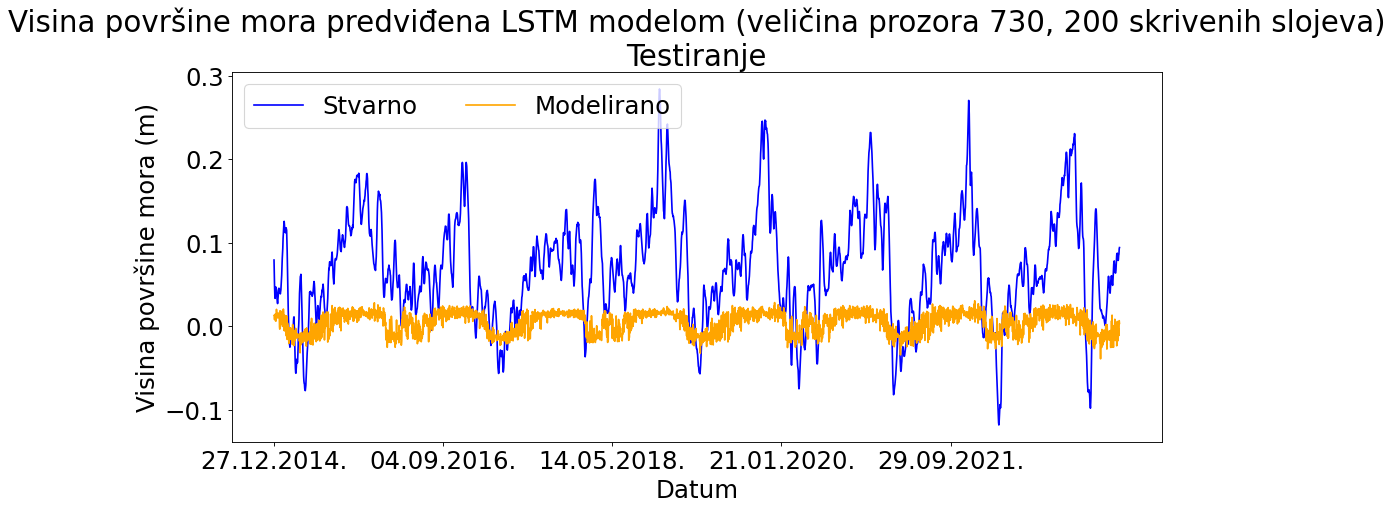 Visina površine mora predviđena LSTM modelom (veličina prozora 730, 200 skrivenih slojeva)
Testiranje
Stvarno Modelirano
Visina površine mora (m)
0.3
0.2
0.1
0.0
−0.1
27.12.2014. 04.09.2016. 14.05.2018. 21.01.2020. 29.09.2021.
Datum